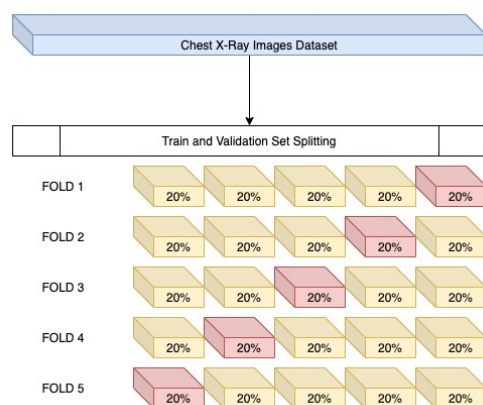 Chest X-Ray Images Dataset
Train and Validation Set Splitting
FOLD 1 20% 20% 20% 20% 20%
FOLD 2 20% 20% 20% 20% 20%
FOLD 3 20% 20% 20% 20% 20%
FOLD 4 20% 20% 20% 20% 20%
FOLD 5 20% 20% 20% 20% 20%